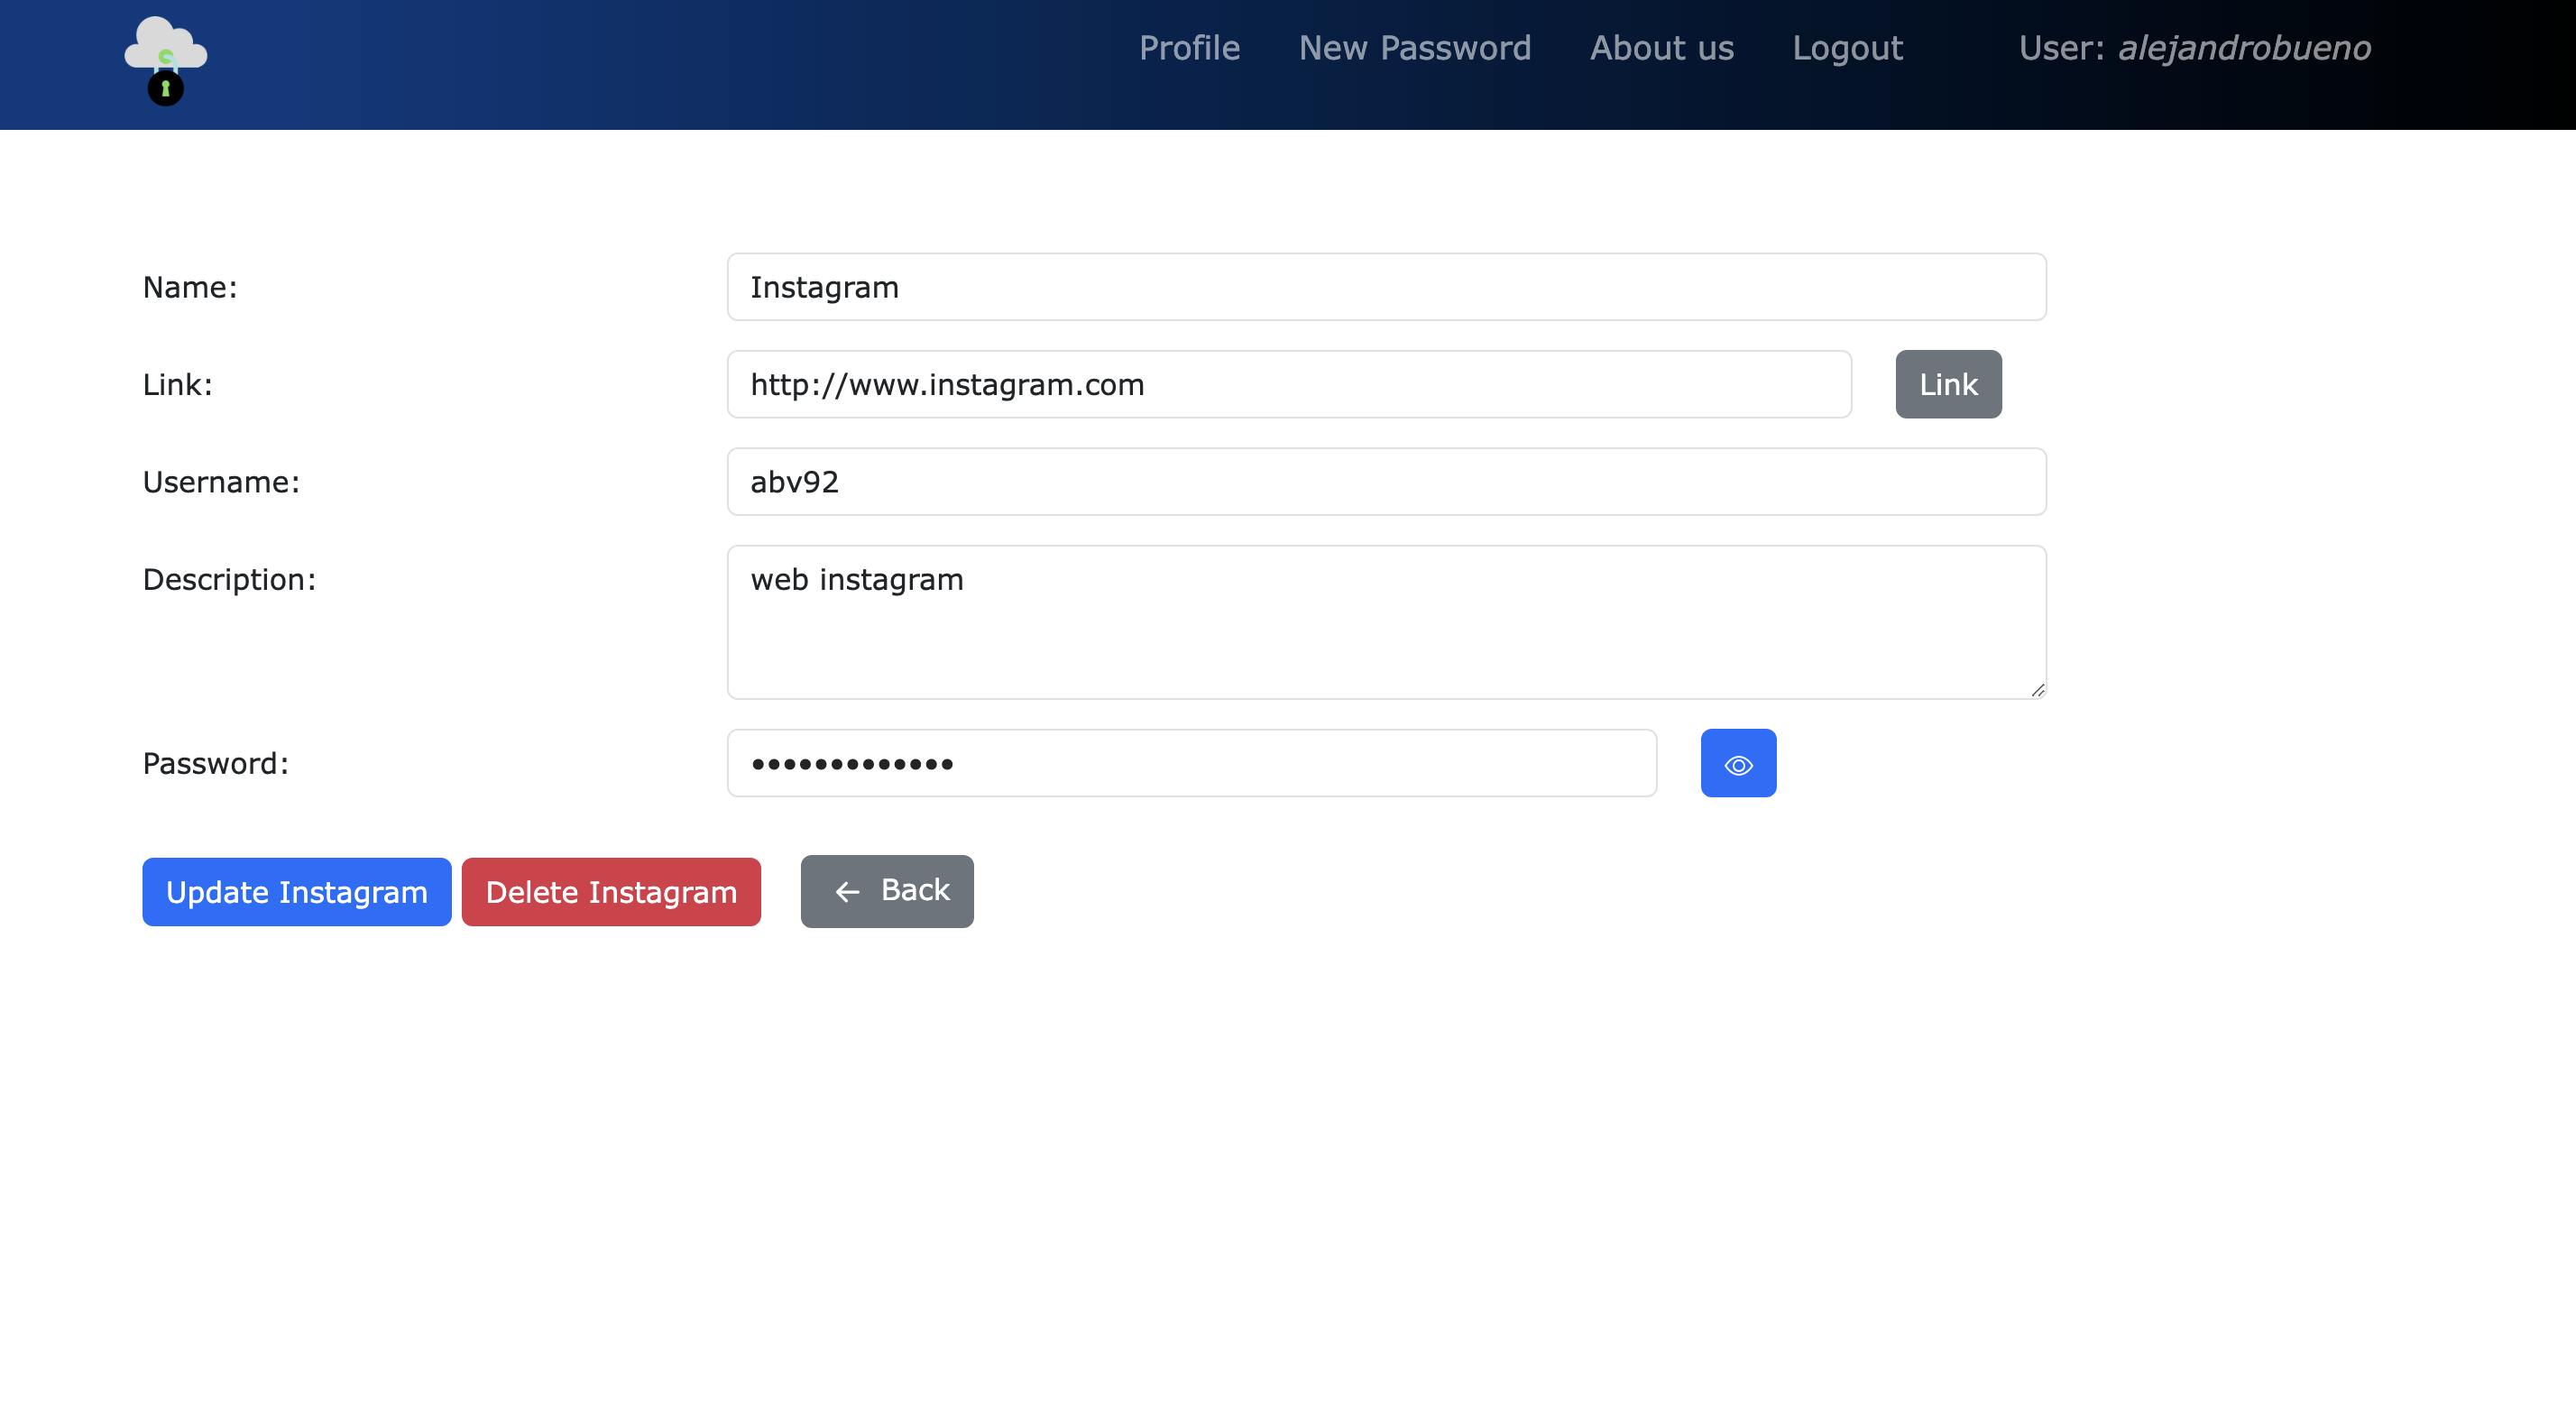 Profile New Password About us Logout User: alejandrobueno
Name: Instagram
Link: http://www.instagram.com Link
Username: abv92
Description: web instagram
Password: •••••••••••••
Update Instagram Delete Instagram ← Back